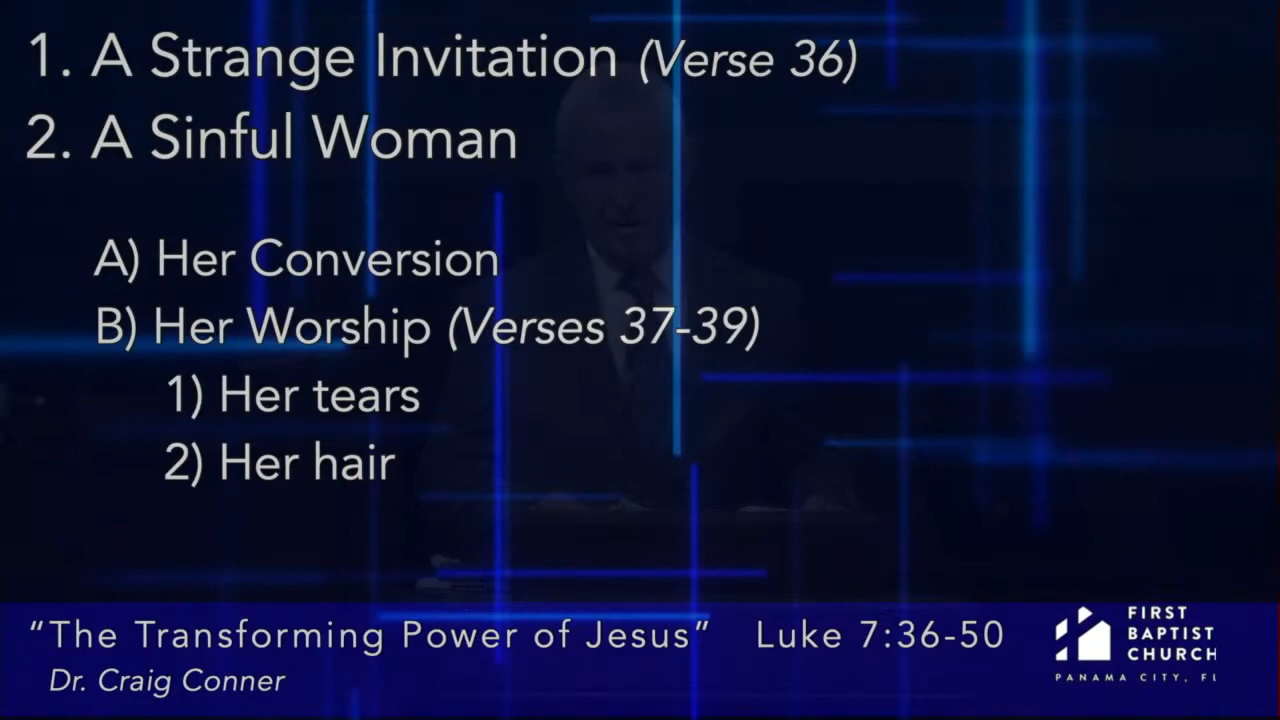 1. A Strange Invitation (Verse 36)
2. A Sinful Woman
A) Her Conversion
B) Her Worship (Verses 37-39)
1) Her tears
2) Her hair
“The Transforming Power of Jesus” Luke 7:36-50
Dr. Craig Conner
FIRST
BAPTIST
CHURCH
PANAMA CITY, FL